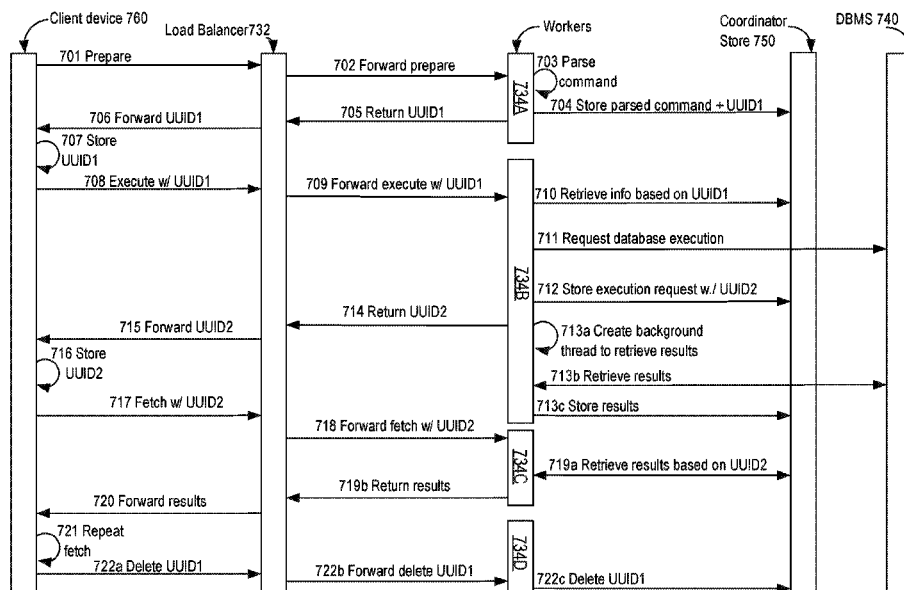 Client device 760
Load Balancer732
Workers
Coordinator
Store 750
DBMS 740
701 Prepare
702 Forward prepare
703 Parse
command
734A
704 Store parsed command + UUID1
705 Return UUID1
706 Forward UUID1
707 Store
UUID1
708 Execute w/ UUID1
709 Forward execute w/ UUID1
710 Retrieve info based on UUID1
711 Request database execution
734B
712 Store execution request w./ UUID2
714 Return UUID2
713a Create background
thread to retrieve results
715 Forward UUID2
716 Store
UUID2
713b Retrieve results
717 Fetch w/ UUID2
713c Store results
718 Forward fetch w/ UUID2
734C
719a Retrieve results based on UUID2
719b Return results
720 Forward results
721 Repeat
fetch
734D
722a Delete UUID1
722b Forward delete UUID1
722c Delete UUID1